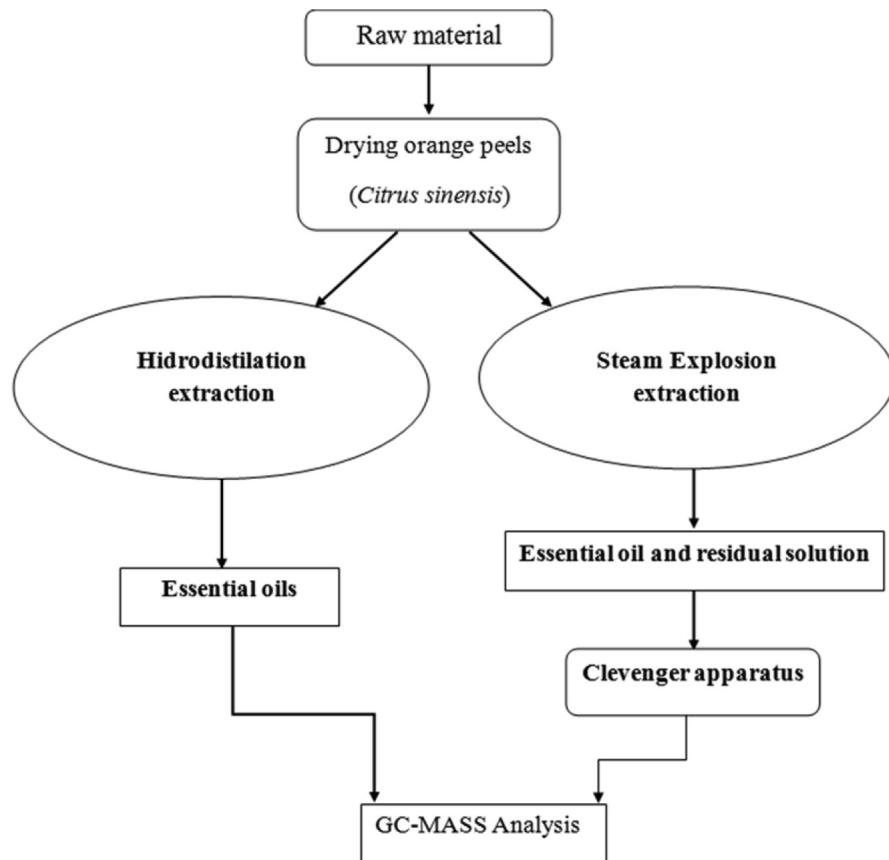 Raw material
Drying orange peels
(Citrus sinensis)
Hidrodistilation
extraction
Steam Explosion
extraction
Essential oils
Essential oil and residual solution
Clevenger apparatus
GC-MASS Analysis